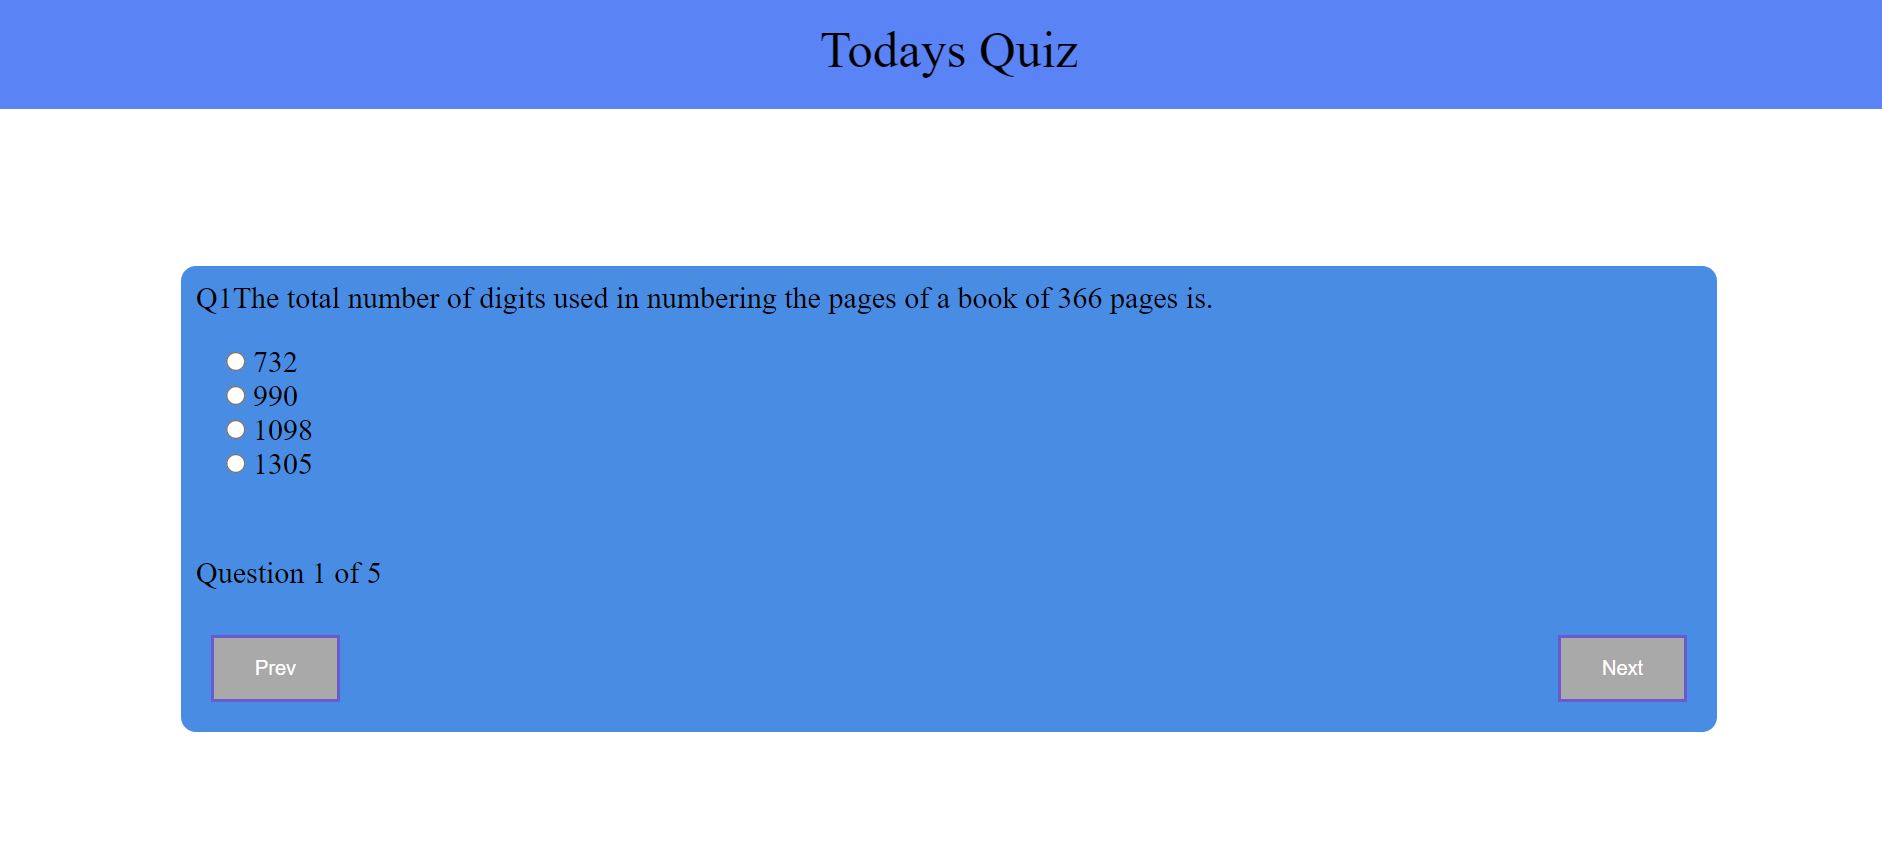 Todays Quiz
Q1The total number of digits used in numbering the pages of a book of 366 pages is.
732
990
1098
1305
Question 1 of 5
Prev
Next